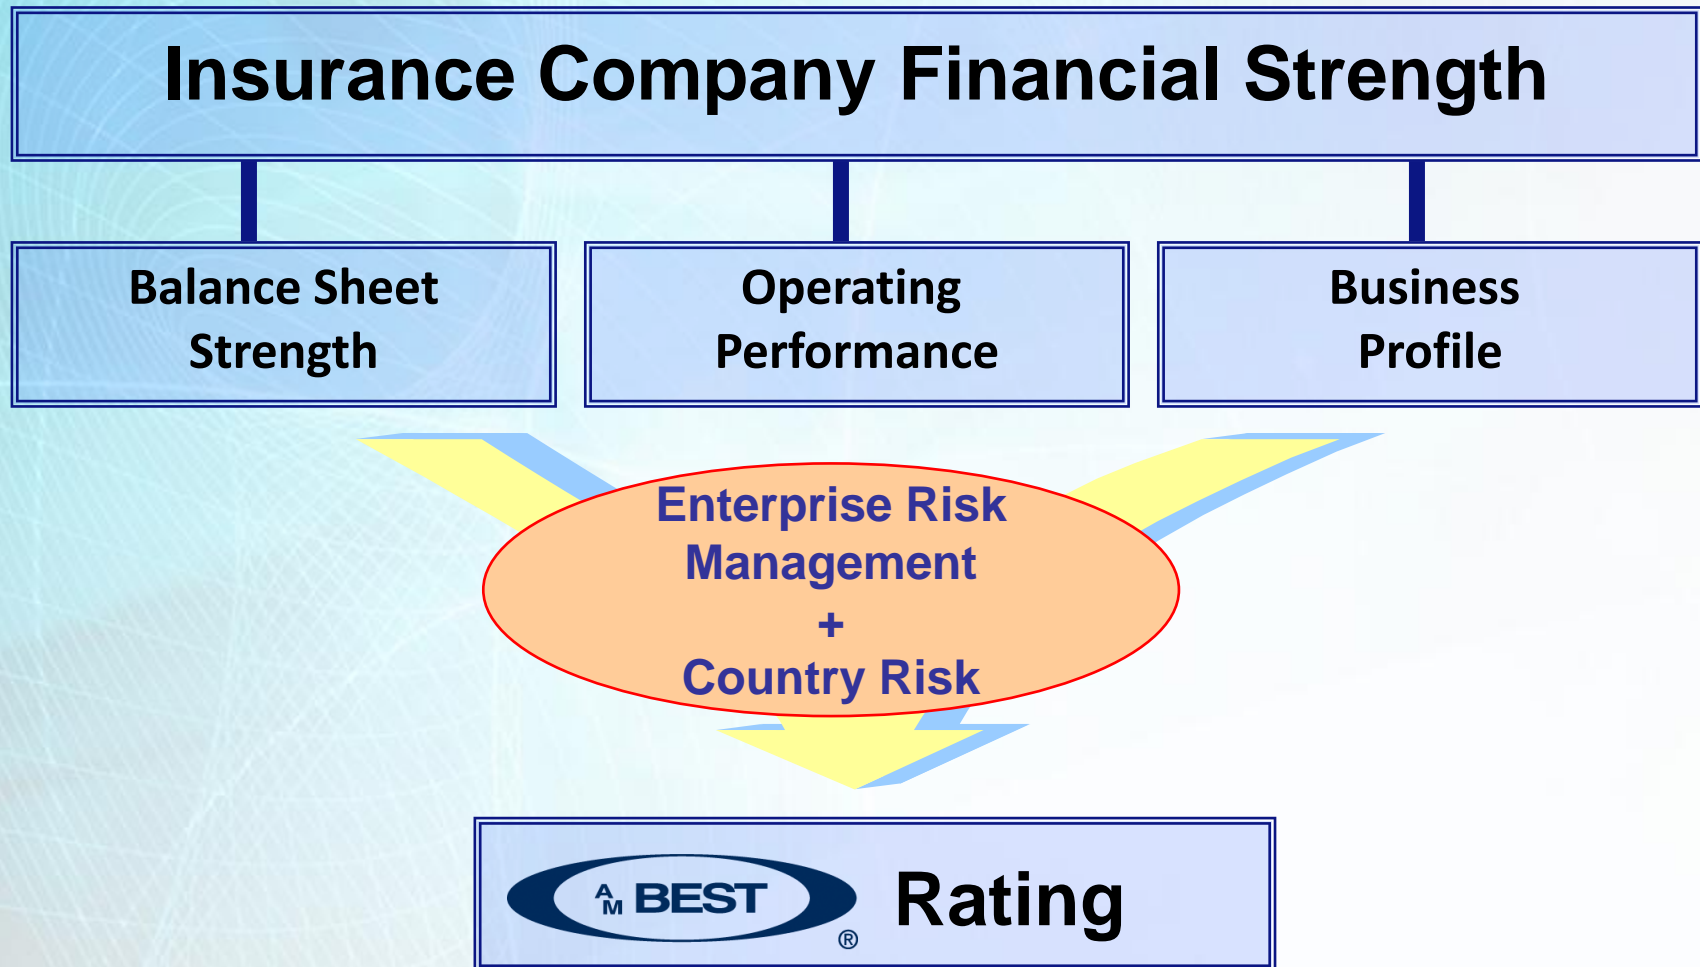 Insurance Company Financial Strength
Balance Sheet
Strength
Operating
Performance
Business
Profile
Enterprise Risk
Management
+
Country Risk
AM BEST ® Rating